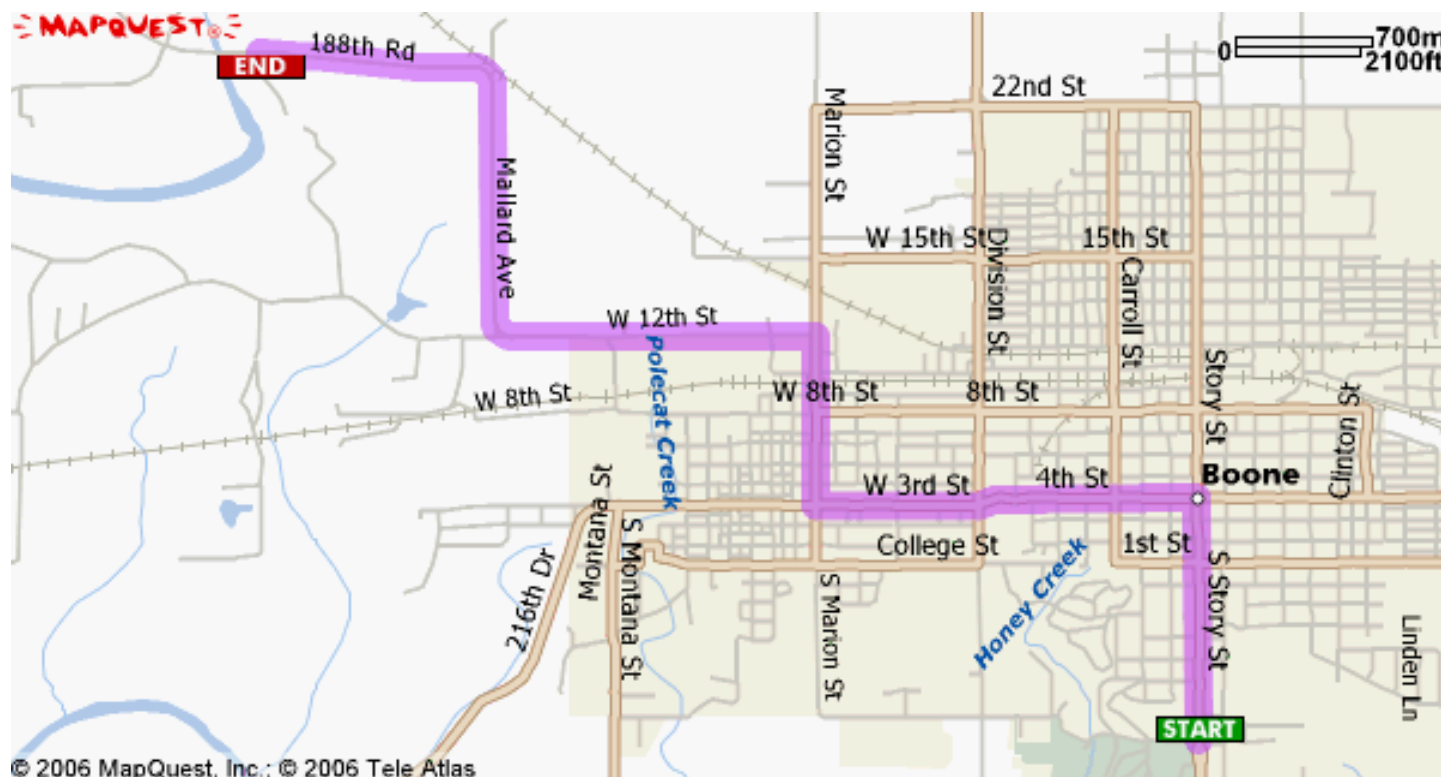 MAPQUEST®
188th Rd
END
0 700m
2100ft
22nd St
Marion St
Mallard Ave
W 15th St
Division St
15th St
Carroll St
W 12th St
Polecat Creek
Story St
W 8th St
W 8th St
8th St
Clinton St
Boone
W 3rd St
4th St
Montana St
S Montana St
216th Dr
College St
1st St
S Marion St
Honey Creek
S Story St
Linden Ln
START
© 2006 MapQuest, Inc.; © 2006 Tele Atlas